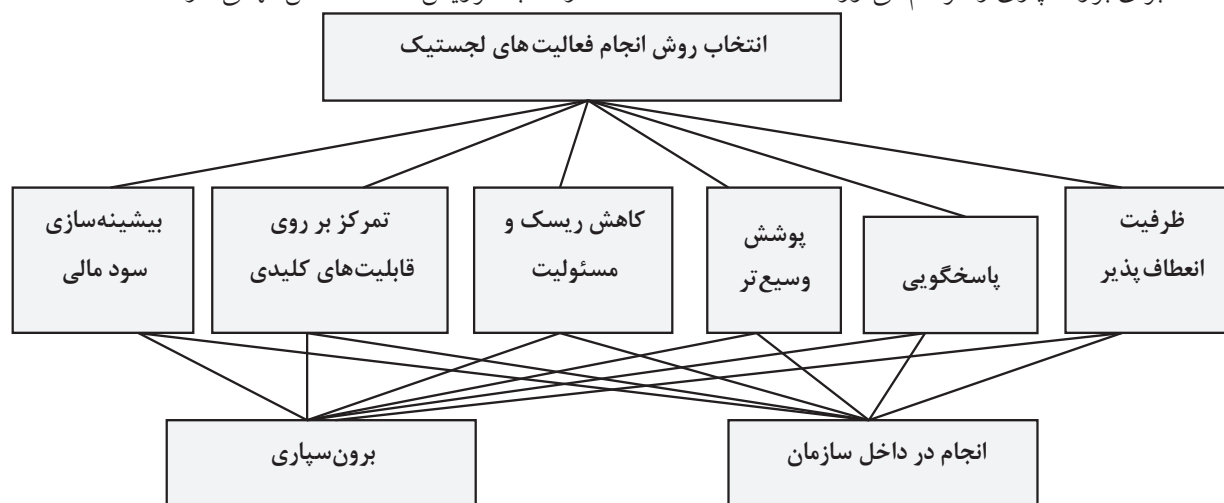 انتخاب روش انجام فعالیت‌های لجستیک
ظرفیت
انعطاف‌پذیر
پاسخگویی
پوشش
وسیع‌تر
کاهش ریسک و
مسئولیت
تمرکز بر روی
قابلیت‌های کلیدی
بیشینه‌سازی
سود مالی
انجام در داخل سازمان
برون‌سپاری